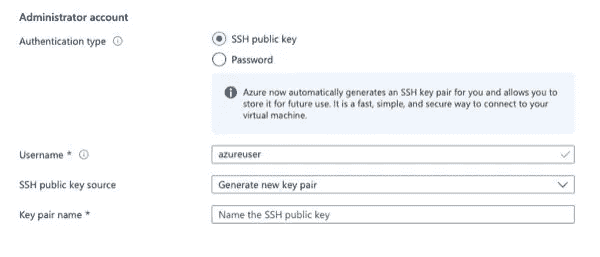 Administrator account
Authentication type
SSH public key
Password
Azure now automatically generates an SSH key pair for you and allows you to
store it for future use. It is a fast, simple, and secure way to connect to your
virtual machine.
Username *
azureuser
SSH public key source
Generate new key pair
Key pair name *
Name the SSH public key